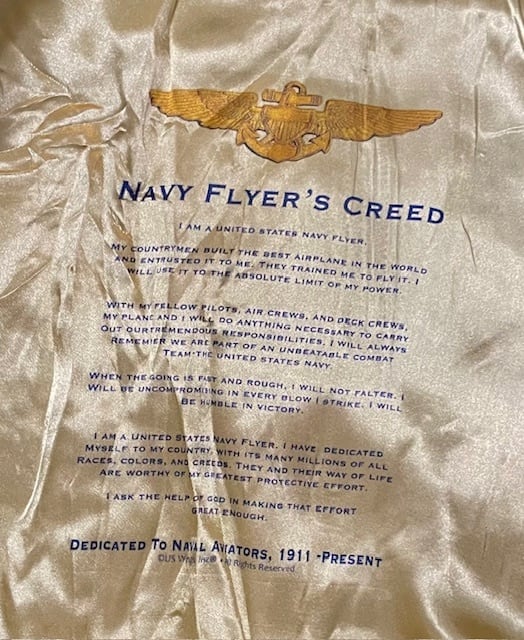 NAVY FLYER'S CREED
I AM A UNITED STATES NAVY FLYER.
MY COUNTRYMEN BUILT THE BEST AIRPLANE IN THE WORLD
AND ENTRUSTED IT TO ME. THEY TRAINED ME TO FLY IT. I
WILL USE IT TO THE ABSOLUTE LIMIT OF MY POWER.
WITH MY FELLOW PILOTS, AIR CREWS, AND DECK CREWS,
MY PLANE AND I WILL DO ANYTHING NECESSARY TO CARRY
OUT OUR TREMENDOUS RESPONSIBILITIES. I WILL ALWAYS
REMEMBER WE ARE PART OF AN UNBEATABLE COMBAT
TEAM-THE UNITED STATES NAVY.
WHEN THE GOING IS FAST AND ROUGH, I WILL NOT FALTER. I
WILL BE UNCOMPROMISING IN EVERY BLOW I STRIKE. I WILL
BE HUMBLE IN VICTORY.
I AM A UNITED STATES NAVY FLYER. I HAVE DEDICATED
MYSELF TO MY COUNTRY, WITH ITS MANY MILLIONS OF ALL
RACES, COLORS, AND CREEDS. THEY AND THEIR WAY OF LIFE
ARE WORTHY OF MY GREATEST PROTECTIVE EFFORT.
I ASK THE HELP OF GOD IN MAKING THAT EFFORT
GREAT ENOUGH.
DEDICATED TO NAVAL AVIATORS, 1911 -PRESENT
©US Wings, Inc® • All Rights Reserved